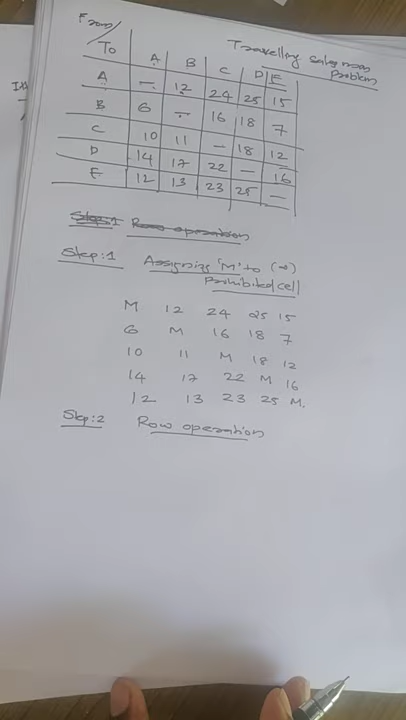 From
To
Travelling Salesman
Problem
A B C D E
A — 12 24 25 15
B 6 — 16 18 7
C 10 11 — 18 12
D 14 17 22 — 16
E 12 13 23 25 —
Step:1 Row operation
Step:1 Assigning 'M' to (∞)
Prohibited cell
M 12 24 25 15
6 M 16 18 7
10 11 M 18 12
14 17 22 M 16
12 13 23 25 M.
Step:2 Row operation